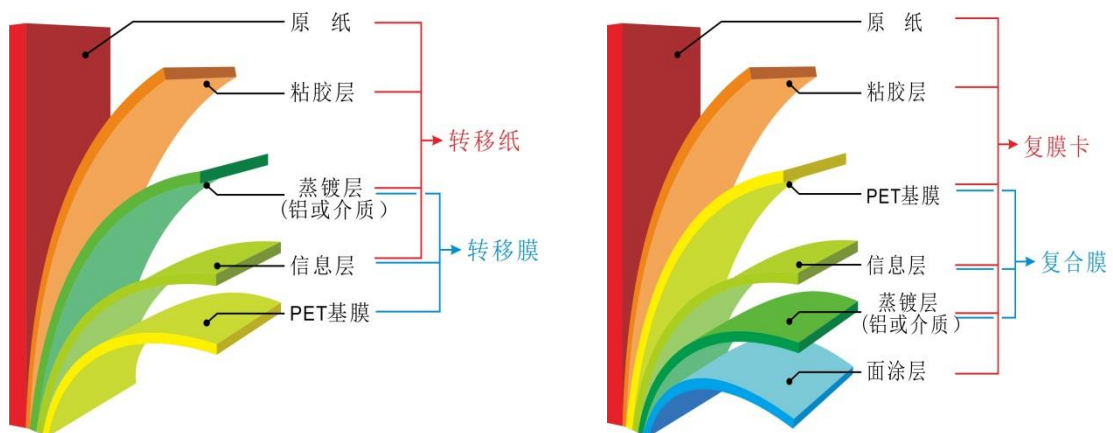 原 纸
粘胶层
转移纸
蒸镀层
(铝或介质)
转移膜
信息层
PET基膜
原 纸
粘胶层
复膜卡
PET基膜
信息层
复合膜
蒸镀层
(铝或介质)
面涂层